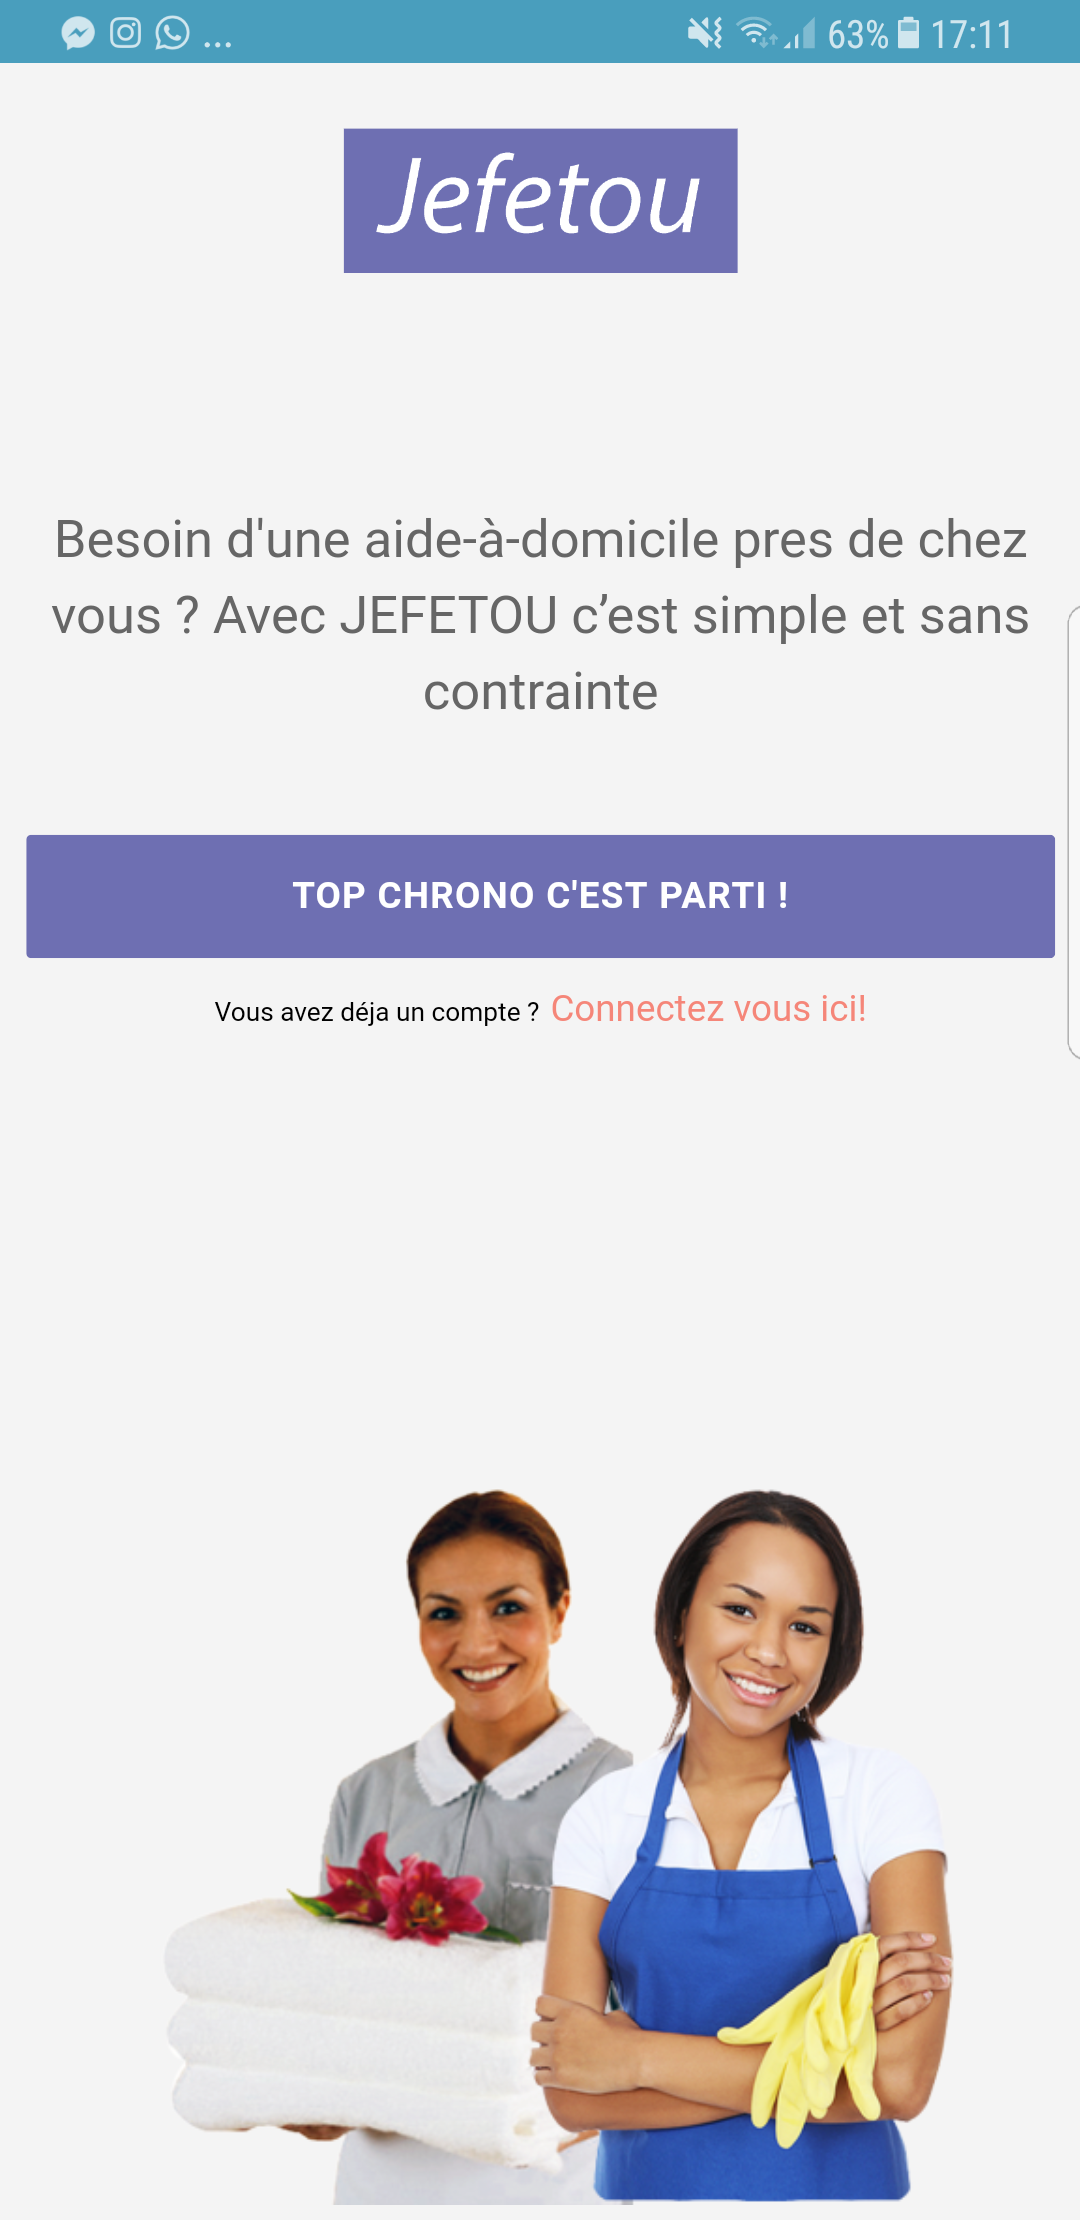 ... 63% 17:11
Jefetou
Besoin d'une aide-à-domicile pres de chez
vous ? Avec JEFETOU c’est simple et sans
contrainte
TOP CHRONO C'EST PARTI !
Vous avez déja un compte ? Connectez vous ici!